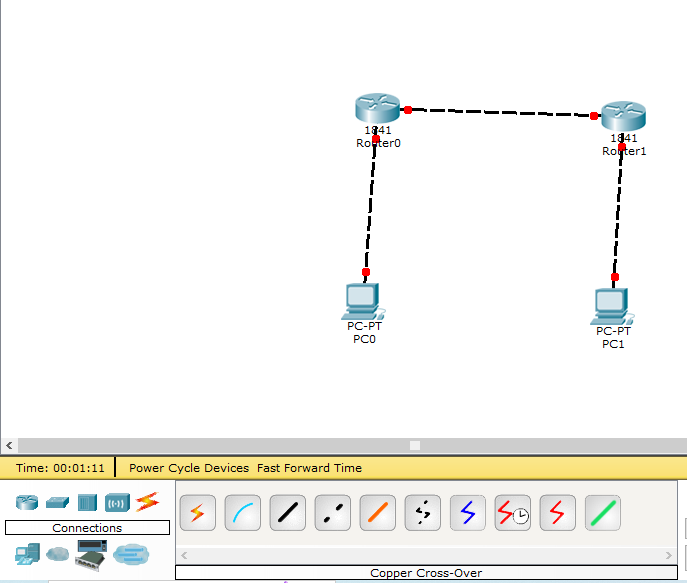 1841
Router0
1841
Router1
PC-PT
PC0
PC-PT
PC1
Time: 00:01:11 Power Cycle Devices Fast Forward Time
Connections
Copper Cross-Over